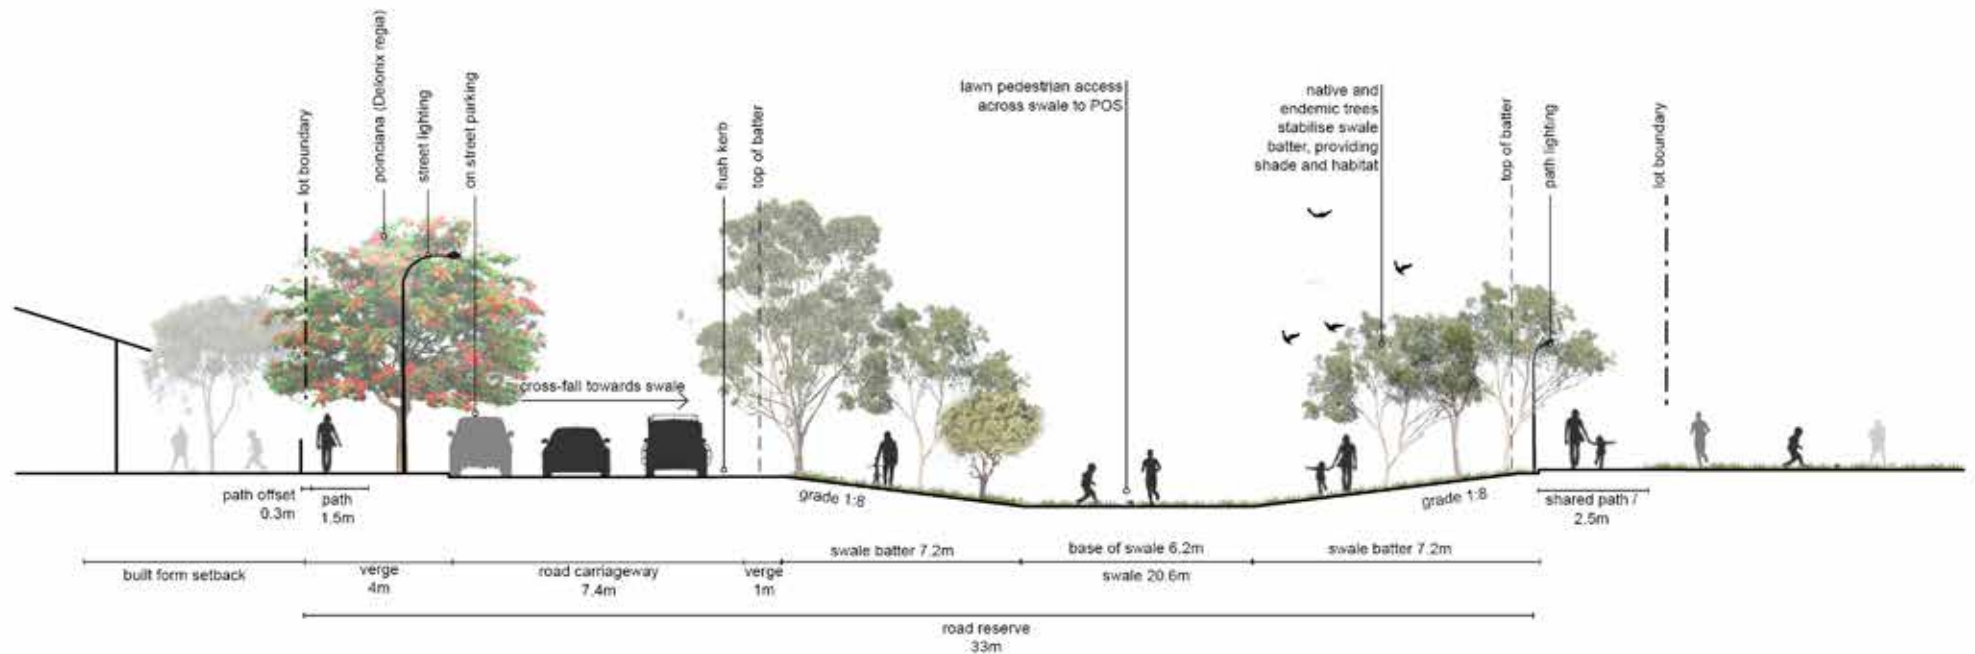 lot boundary
poinciana (Delonix regia)
street lighting
on street parking
flush kerb
top of batter
lawn pedestrian access
across swale to POS
native and
endemic trees
stabilise swale
batter, providing
shade and habitat
top of batter
path lighting
lot boundary
cross-fall towards swale
path offset
0.3m
path
1.5m
grade 1:8
grade 1:8
shared path /
2.5m
swale batter 7.2m
base of swale 6.2m
swale batter 7.2m
built form setback
verge
4m
road carriageway
7.4m
verge
1m
swale 20.6m
road reserve
33m